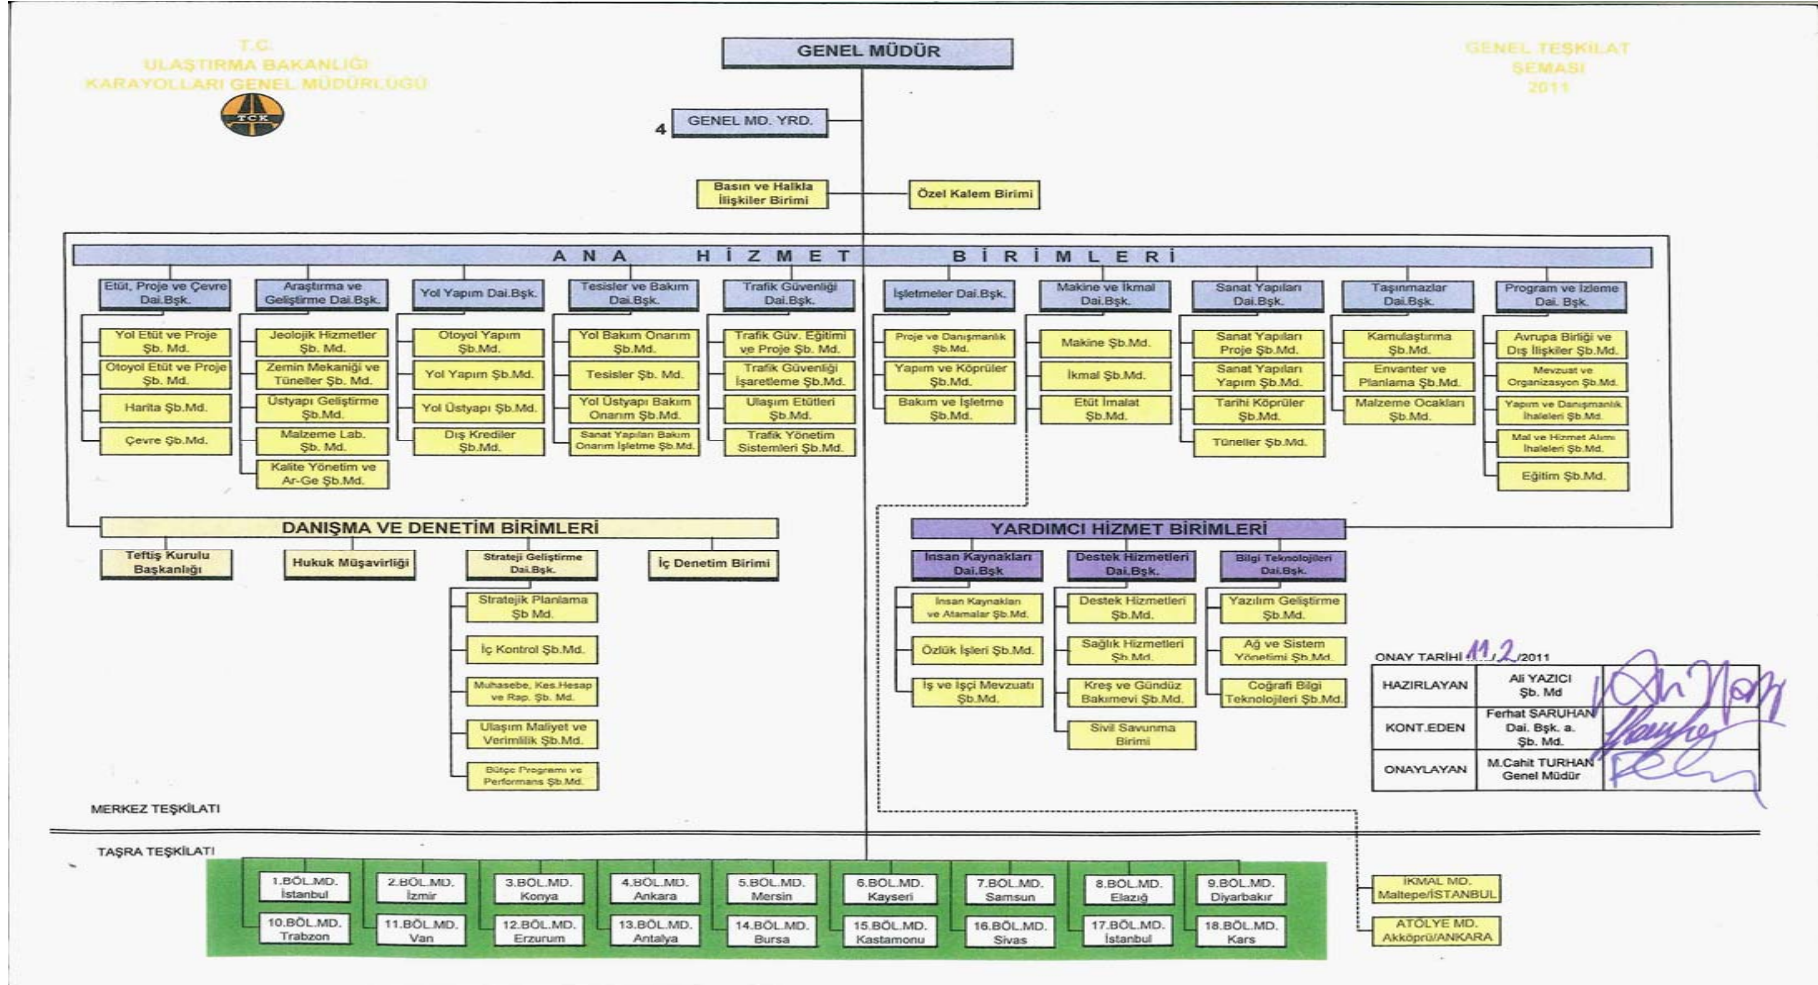 T.C.
ULAŞTIRMA BAKANLIĞI
KARAYOLLARI GENEL MÜDÜRLÜĞÜ
TCK
GENEL TEŞKİLAT
ŞEMASI
2011
GENEL MÜDÜR
4
GENEL MD. YRD.
Basın ve Halkla
İlişkiler Birimi
Özel Kalem Birimi
ANA HİZMET BİRİMLERİ
Etüt, Proje ve Çevre
Dai.Bşk.
Yol Etüt ve Proje
Şb. Md.
Otoyol Etüt ve Proje
Şb. Md.
Harita Şb.Md.
Çevre Şb.Md.
Araştırma ve
Geliştirme Dai.Bşk.
Jeolojik Hizmetler
Şb. Md.
Zemin Mekaniği ve
Tüneller Şb. Md.
Üstyapı Geliştirme
Şb.Md.
Malzeme Lab.
Şb. Md.
Kalite Yönetim ve
Ar-Ge Şb.Md.
Yol Yapım Dai.Bşk.
Otoyol Yapım
Şb.Md.
Yol Yapım Şb.Md.
Yol Üstyapı Şb.Md.
Dış Krediler
Şb.Md.
Tesisler ve Bakım
Dai.Bşk.
Yol Bakım Onarım
Şb.Md.
Tesisler Şb. Md.
Yol Üstyapı Bakım
Onarım Şb.Md.
Sanat Yapıları Bakım
Onarım İşletme Şb.Md.
Trafik Güvenliği
Dai.Bşk.
Trafik Güv. Eğitimi
ve Proje Şb. Md.
Trafik Güvenliği
İşaretleme Şb.Md.
Ulaşım Etütleri
Şb.Md.
Trafik Yönetim
Sistemleri Şb.Md.
İşletmeler Dai.Bşk.
Proje ve Danışmanlık
Şb.Md.
Yapım ve Köprüler
Şb.Md.
Bakım ve İşletme
Şb.Md.
Makine ve İkmal
Dai.Bşk.
Makine Şb.Md.
İkmal Şb.Md.
Etüt İmalat
Şb.Md.
Sanat Yapıları
Dai.Bşk.
Sanat Yapıları
Proje Şb.Md.
Sanat Yapıları
Yapım Şb.Md.
Tarihi Köprüler
Şb.Md.
Tüneller Şb.Md.
Taşınmazlar
Dai.Bşk.
Kamulaştırma
Şb.Md.
Envanter ve
Planlama Şb.Md.
Malzeme Ocakları
Şb.Md.
Program ve İzleme
Dai. Bşk.
Avrupa Birliği ve
Dış İlişkiler Şb.Md.
Mevzuat ve
Organizasyon Şb.Md.
Yapım ve Danışmanlık
İhaleleri Şb.Md.
Mal ve Hizmet Alımı
İhaleleri Şb.Md.
Eğitim Şb.Md.
DANIŞMA VE DENETİM BİRİMLERİ
Teftiş Kurulu
Başkanlığı
Hukuk Müşavirliği
Strateji Geliştirme
Dai.Bşk.
Stratejik Planlama
Şb Md.
İç Kontrol Şb.Md.
Muhasebe, Kes.Hesap
ve Rap. Şb. Md.
Ulaşım Maliyet ve
Verimlilik Şb.Md.
Bütçe Programı ve
Performans Şb.Md.
İç Denetim Birimi
YARDIMCI HİZMET BİRİMLERİ
İnsan Kaynakları
Dai.Bşk
İnsan Kaynakları
ve Atamalar Şb.Md.
Özlük İşleri Şb.Md.
İş ve İşçi Mevzuatı
Şb.Md.
Destek Hizmetleri
Dai.Bşk.
Destek Hizmetleri
Şb.Md.
Sağlık Hizmetleri
Şb.Md.
Kreş ve Gündüz
Bakımevi Şb.Md.
Sivil Savunma
Birimi
Bilgi Teknolojileri
Dai.Bşk.
Yazılım Geliştirme
Şb.Md.
Ağ ve Sistem
Yönetimi Şb.Md.
Coğrafi Bilgi
Teknolojileri Şb.Md.
ONAY TARİHİ 11/2/2011
HAZIRLAYAN
Ali YAZICI
Şb. Md
KONT.EDEN
Ferhat ŞARUHAN
Dai. Bşk. a.
Şb. Md.
ONAYLAYAN
M.Cahit TURHAN
Genel Müdür
MERKEZ TEŞKİLATI
TAŞRA TEŞKİLATI
1.BÖL.MD.
İstanbul
2.BÖL.MD.
İzmir
3.BÖL.MD.
Konya
4.BÖL.MD.
Ankara
5.BÖL.MD.
Mersin
6.BÖL.MD.
Kayseri
7.BÖL.MD.
Samsun
8.BÖL.MD.
Elazığ
9.BÖL.MD.
Diyarbakır
10.BÖL.MD.
Trabzon
11.BÖL.MD.
Van
12.BÖL.MD.
Erzurum
13.BÖL.MD.
Antalya
14.BÖL.MD.
Bursa
15.BÖL.MD.
Kastamonu
16.BÖL.MD.
Sivas
17.BÖL.MD.
İstanbul
18.BÖL.MD.
Kars
İKMAL MD.
Maltepe/İSTANBUL
ATÖLYE MD.
Akköprü/ANKARA